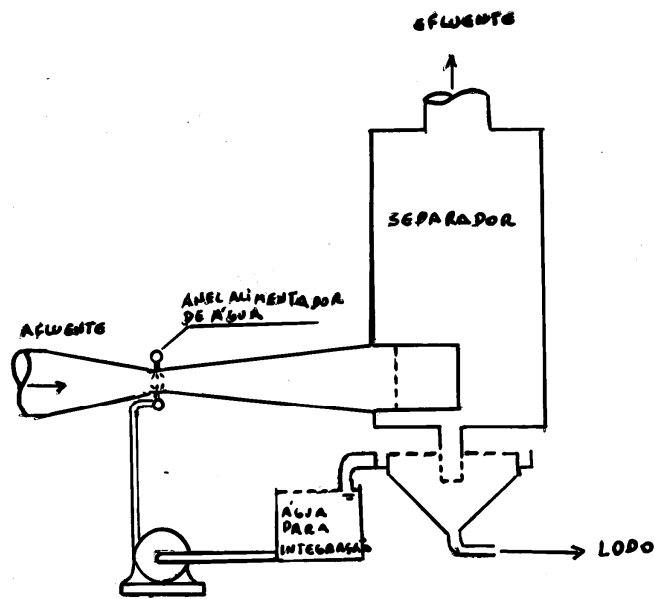 EFLUENTE
SEPARADOR
ANEL ALIMENTADOR
DE ÁGUA
AFLUENTE
ÁGUA
PARA
INTEGRAÇÃO
LODO